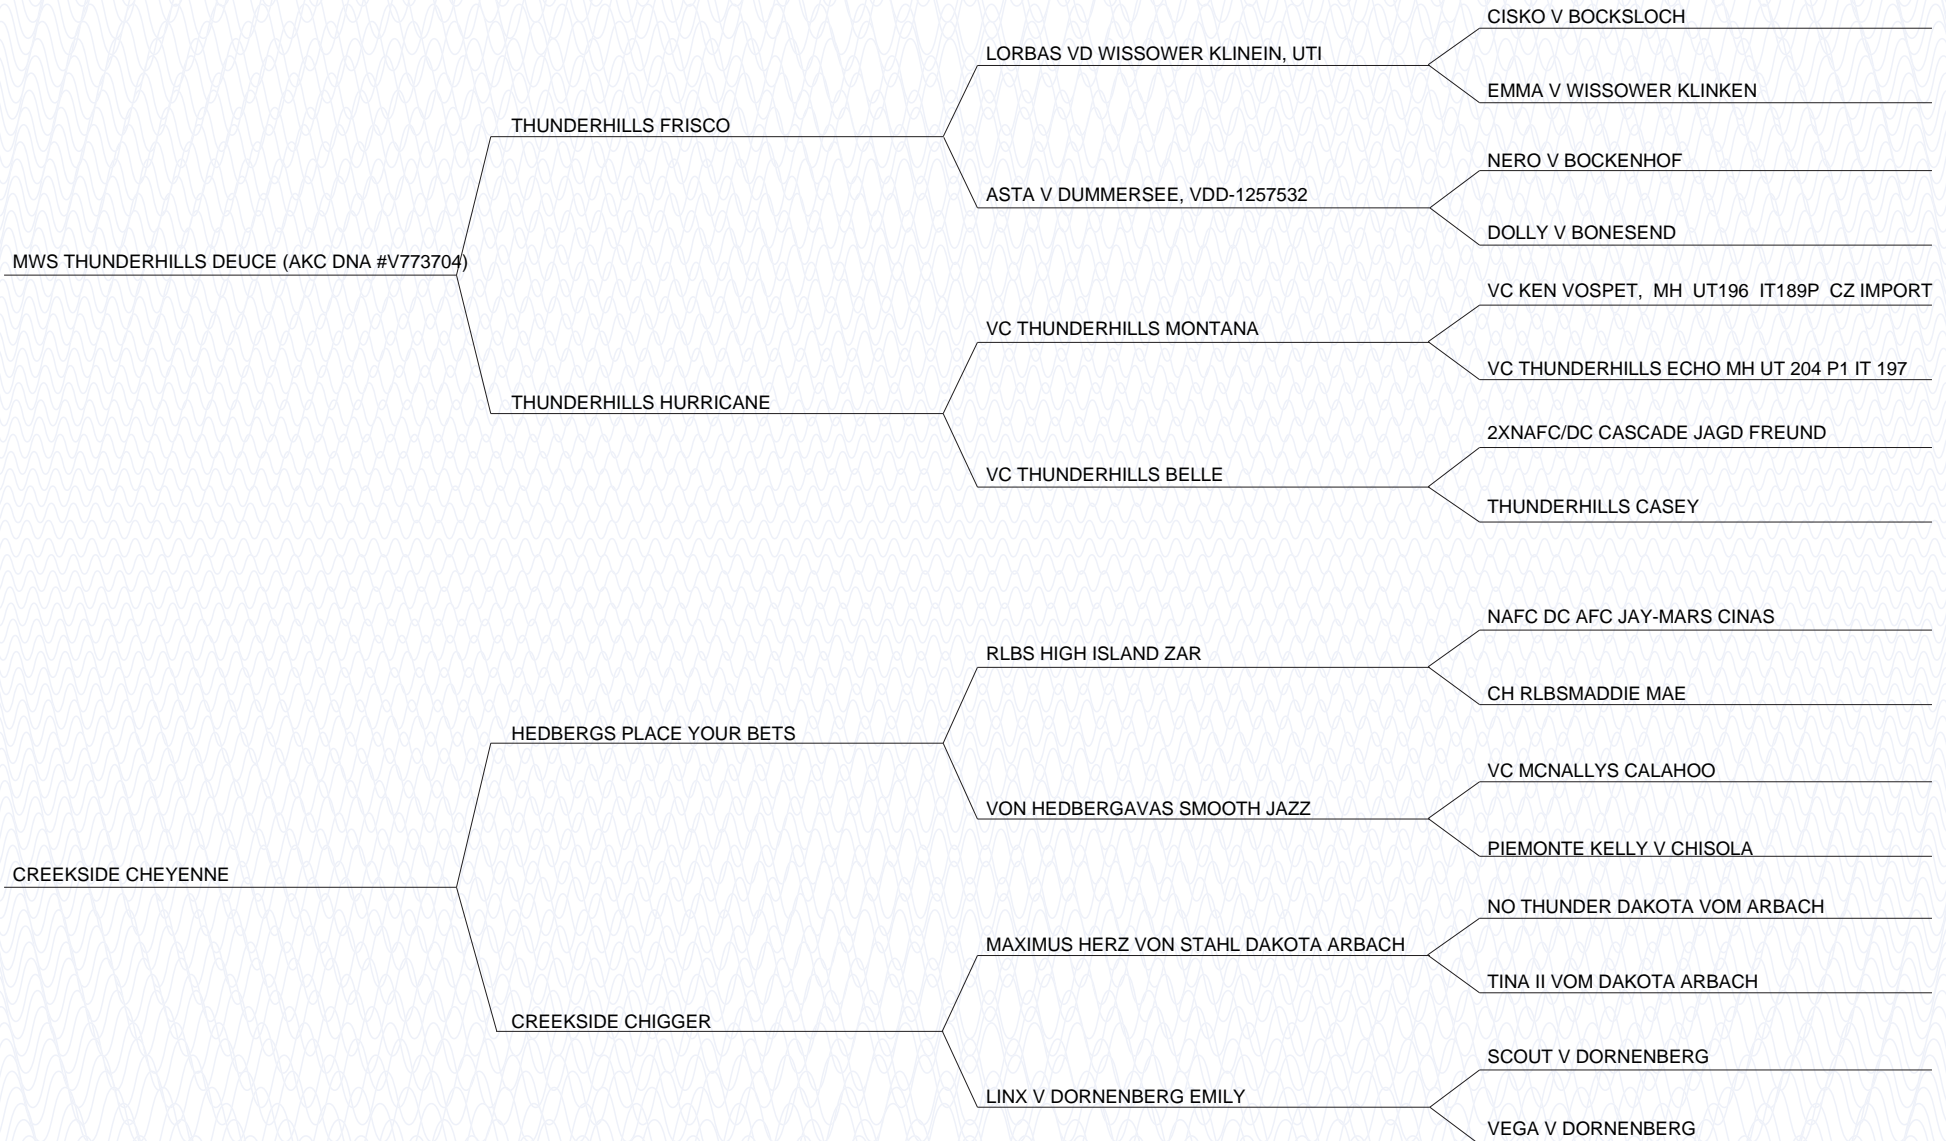 CISKO V BOCKSLOCH
LORBAS VD WISSOWER KLINEIN, UTI
EMMA V WISSOWER KLINKEN
THUNDERHILLS FRISCO
NERO V BOCKENHOF
ASTA V DUMMERSEE, VDD-1257532
DOLLY V BONESEND
MWS THUNDERHILLS DEUCE (AKC DNA #V773704)
VC KEN VOSPET,  MH  UT196  IT189P  CZ IMPORT
VC THUNDERHILLS MONTANA
VC THUNDERHILLS ECHO MH UT 204 P1 IT 197
THUNDERHILLS HURRICANE
2XNAFC/DC CASCADE JAGD FREUND
VC THUNDERHILLS BELLE
THUNDERHILLS CASEY
NAFC DC AFC JAY-MARS CINAS
RLBS HIGH ISLAND ZAR
CH RLBSMADDIE MAE
HEDBERGS PLACE YOUR BETS
VC MCNALLYS CALAHOO
VON HEDBERGAVAS SMOOTH JAZZ
PIEMONTE KELLY V CHISOLA
CREEKSIDE CHEYENNE
NO THUNDER DAKOTA VOM ARBACH
MAXIMUS HERZ VON STAHL DAKOTA ARBACH
TINA II VOM DAKOTA ARBACH
CREEKSIDE CHIGGER
SCOUT V DORNENBERG
LINX V DORNENBERG EMILY
VEGA V DORNENBERG